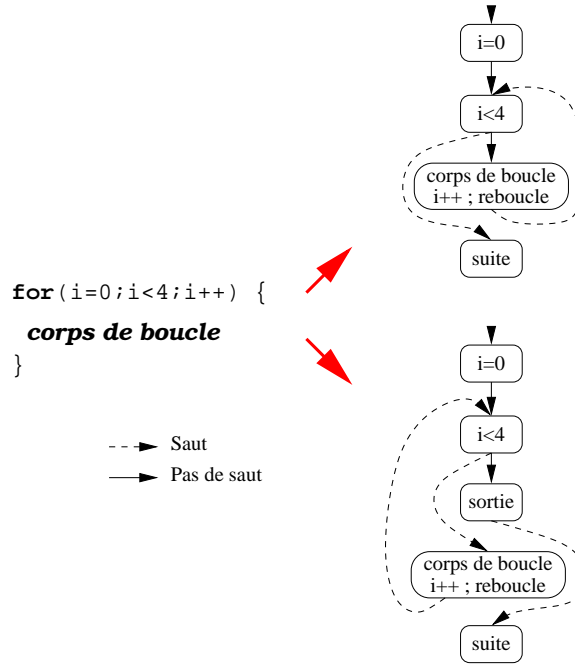 i=0
i<4
corps de boucle
i++ ; reboucle
suite
for(i=0;i<4;i++) {
corps de boucle
}
Saut
Pas de saut
i=0
i<4
sortie
corps de boucle
i++ ; reboucle
suite